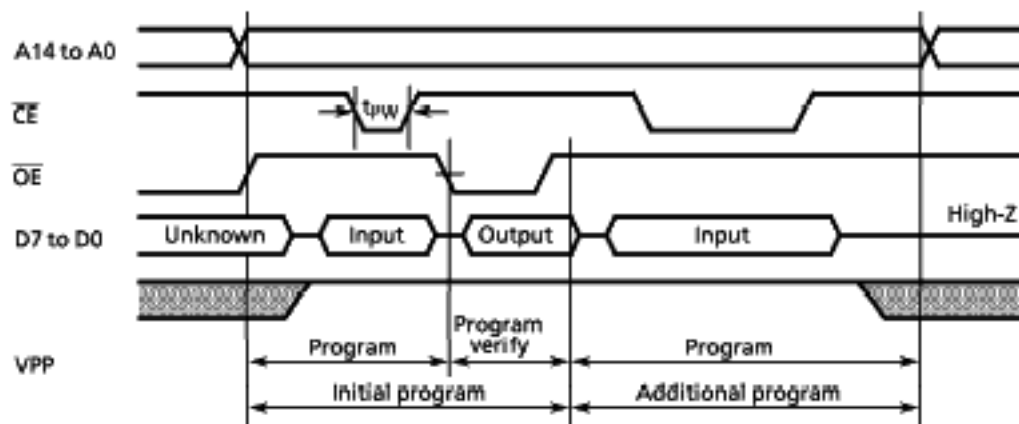 A14 to A0
CE
tPW
OE
High-Z
D7 to D0
Unknown
Input
Output
Input
Program
Program
verify
Program
VPP
Initial program
Additional program